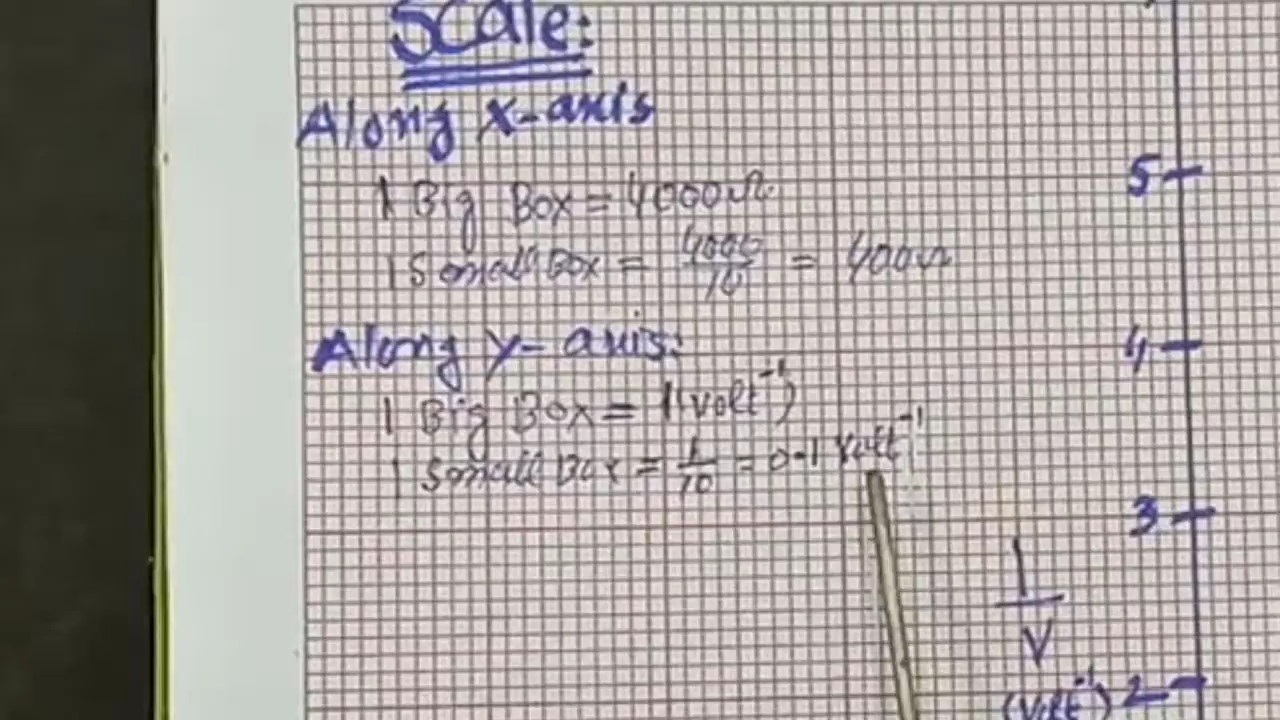 Scale:
Along x-axis
1 Big Box = 4000Ω
1 Small Box = 4000/10 = 400Ω
Along y-axis:
1 Big Box = 1(volt⁻¹)
1 Small Box = 1/10 = 0.1 volt⁻¹
5
4
3
1/V
(volt⁻¹) 2